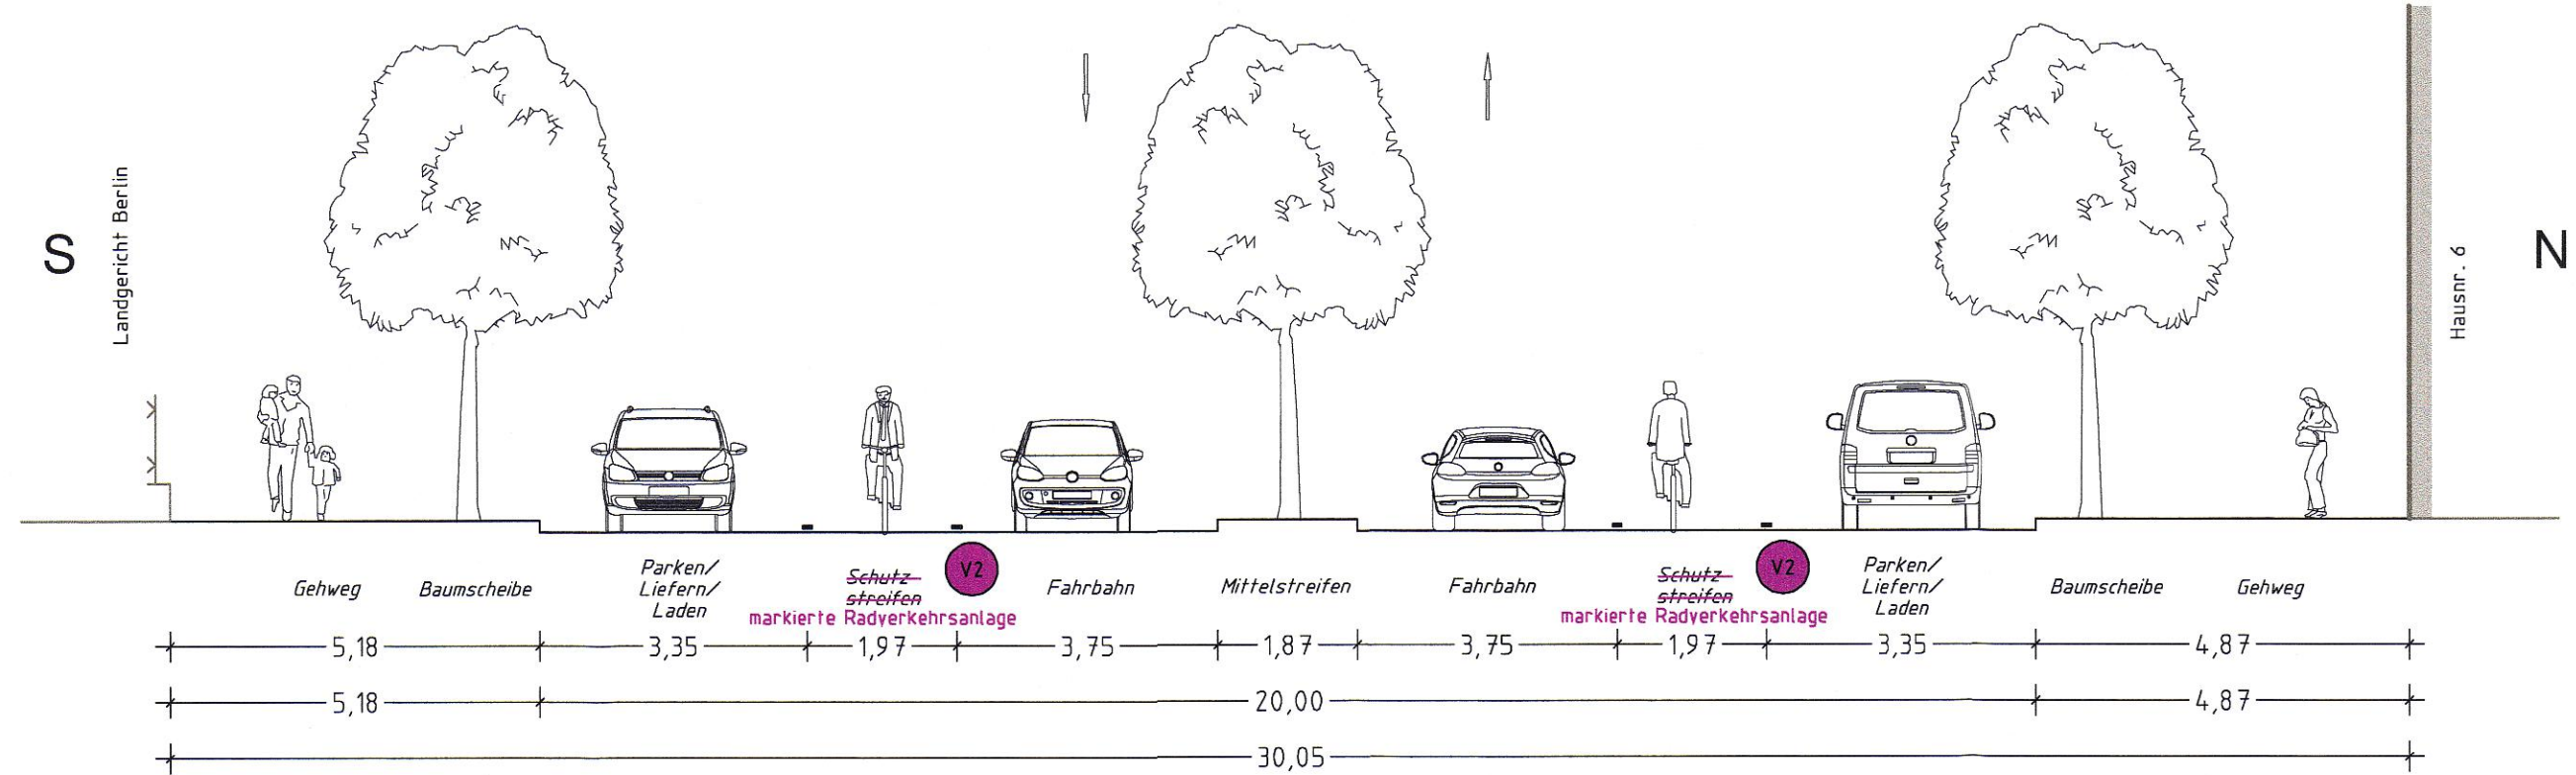 S
Landgericht Berlin
Hausnr. 6
N
Gehweg
Baumscheibe
Parken/
Liefern/
Laden
Schutz-
streifen
markierte Radverkehrsanlage
V2
Fahrbahn
Mittelstreifen
Fahrbahn
Schutz-
streifen
markierte Radverkehrsanlage
V2
Parken/
Liefern/
Laden
Baumscheibe
Gehweg
5,18 3,35 1,97 3,75 1,87 3,75 1,97 3,35 4,87
5,18 20,00 4,87
30,05